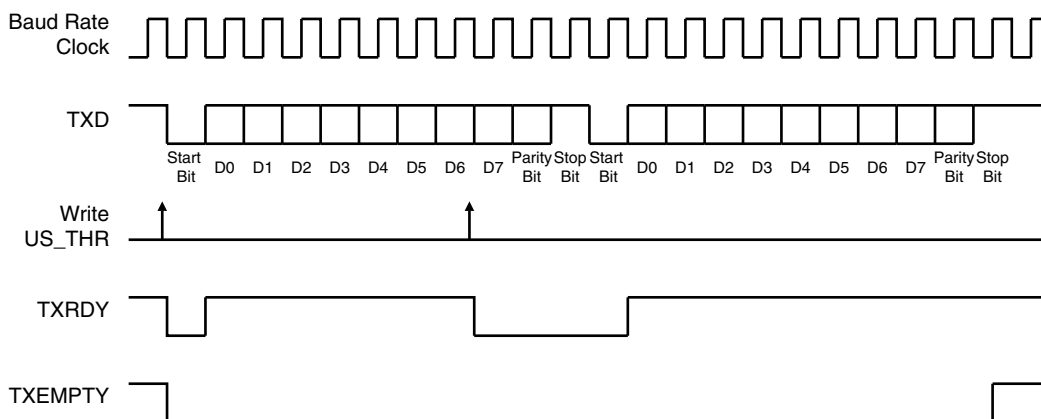 Baud Rate
Clock
TXD
Start Bit D0 D1 D2 D3 D4 D5 D6 D7 Parity Bit Stop Bit Start Bit D0 D1 D2 D3 D4 D5 D6 D7 Parity Bit Stop Bit
Write
US_THR
TXRDY
TXEMPTY